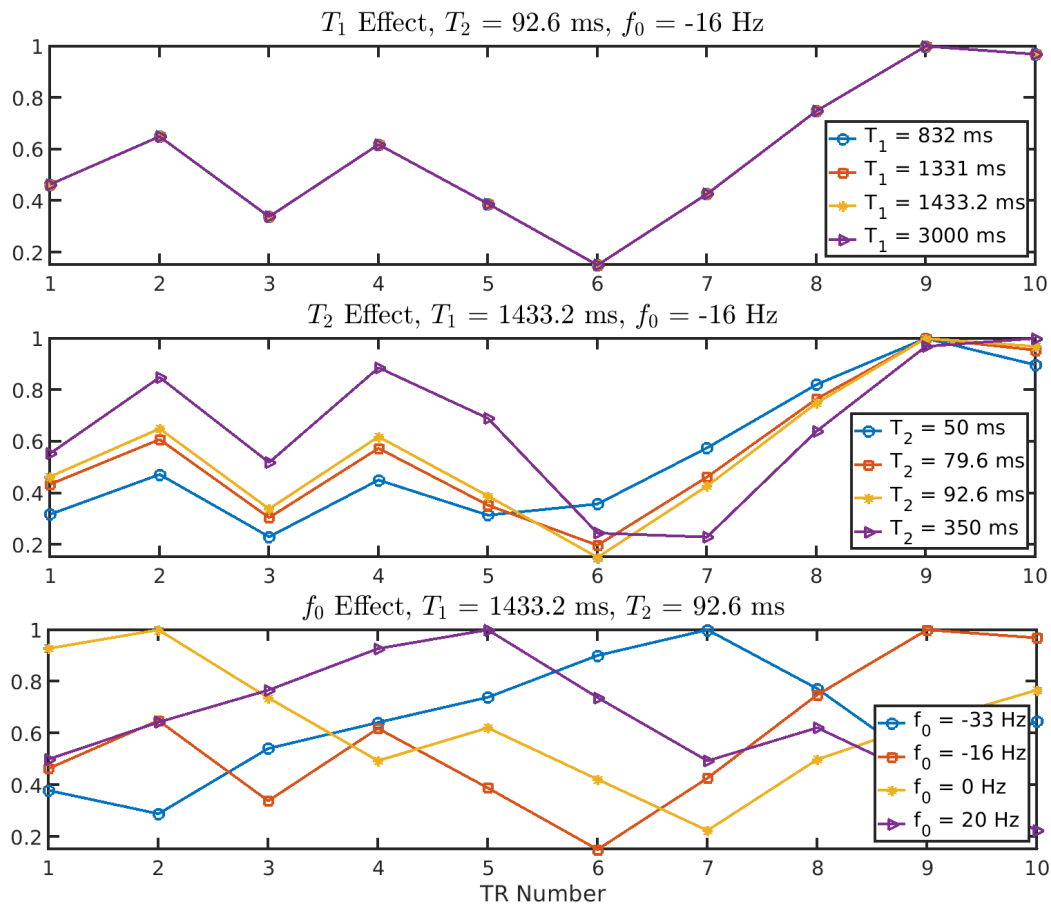 T₁ Effect, T₂ = 92.6 ms, f₀ = -16 Hz
1
0.8
0.6
0.4
0.2
T₁ = 832 ms
T₁ = 1331 ms
T₁ = 1433.2 ms
T₁ = 3000 ms
1 2 3 4 5 6 7 8 9 10
T₂ Effect, T₁ = 1433.2 ms, f₀ = -16 Hz
1
0.8
0.6
0.4
0.2
T₂ = 50 ms
T₂ = 79.6 ms
T₂ = 92.6 ms
T₂ = 350 ms
1 2 3 4 5 6 7 8 9 10
f₀ Effect, T₁ = 1433.2 ms, T₂ = 92.6 ms
1
0.8
0.6
0.4
0.2
f₀ = -33 Hz
f₀ = -16 Hz
f₀ = 0 Hz
f₀ = 20 Hz
1 2 3 4 5 6 7 8 9 10
TR Number